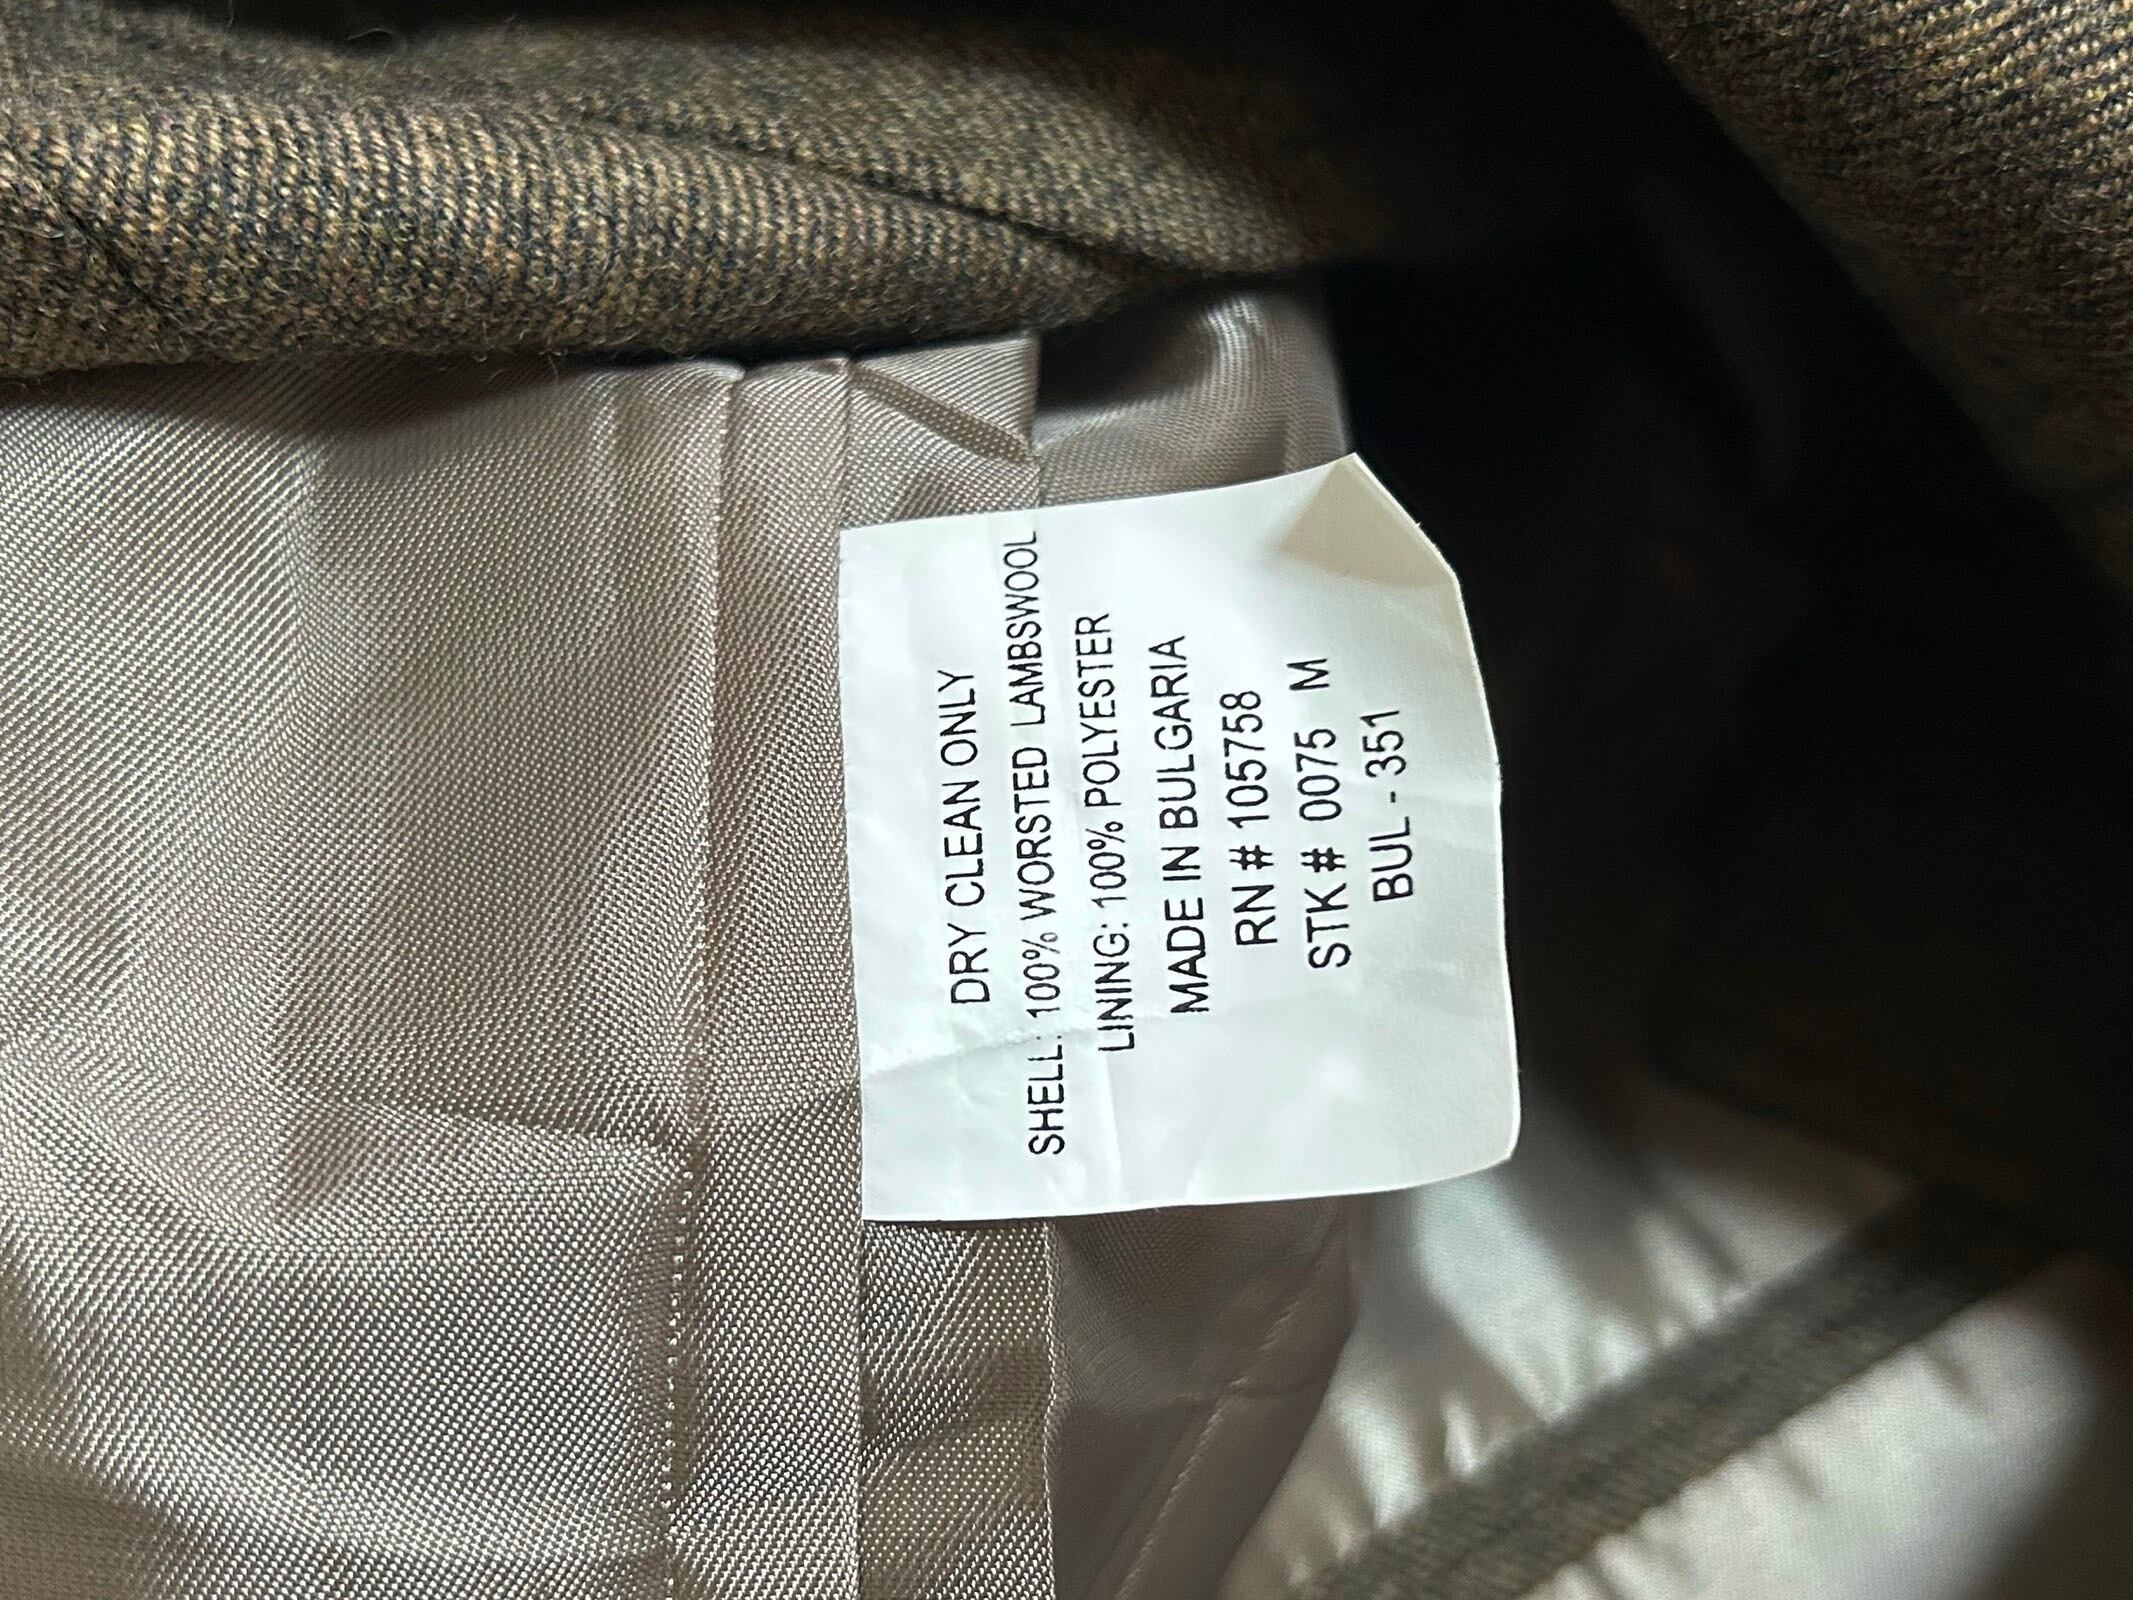 DRY CLEAN ONLY
SHELL: 100% WORSTED LAMBSWOOL
LINING: 100% POLYESTER
MADE IN BULGARIA
RN # 105758
STK # 0075 M
BUL - 351